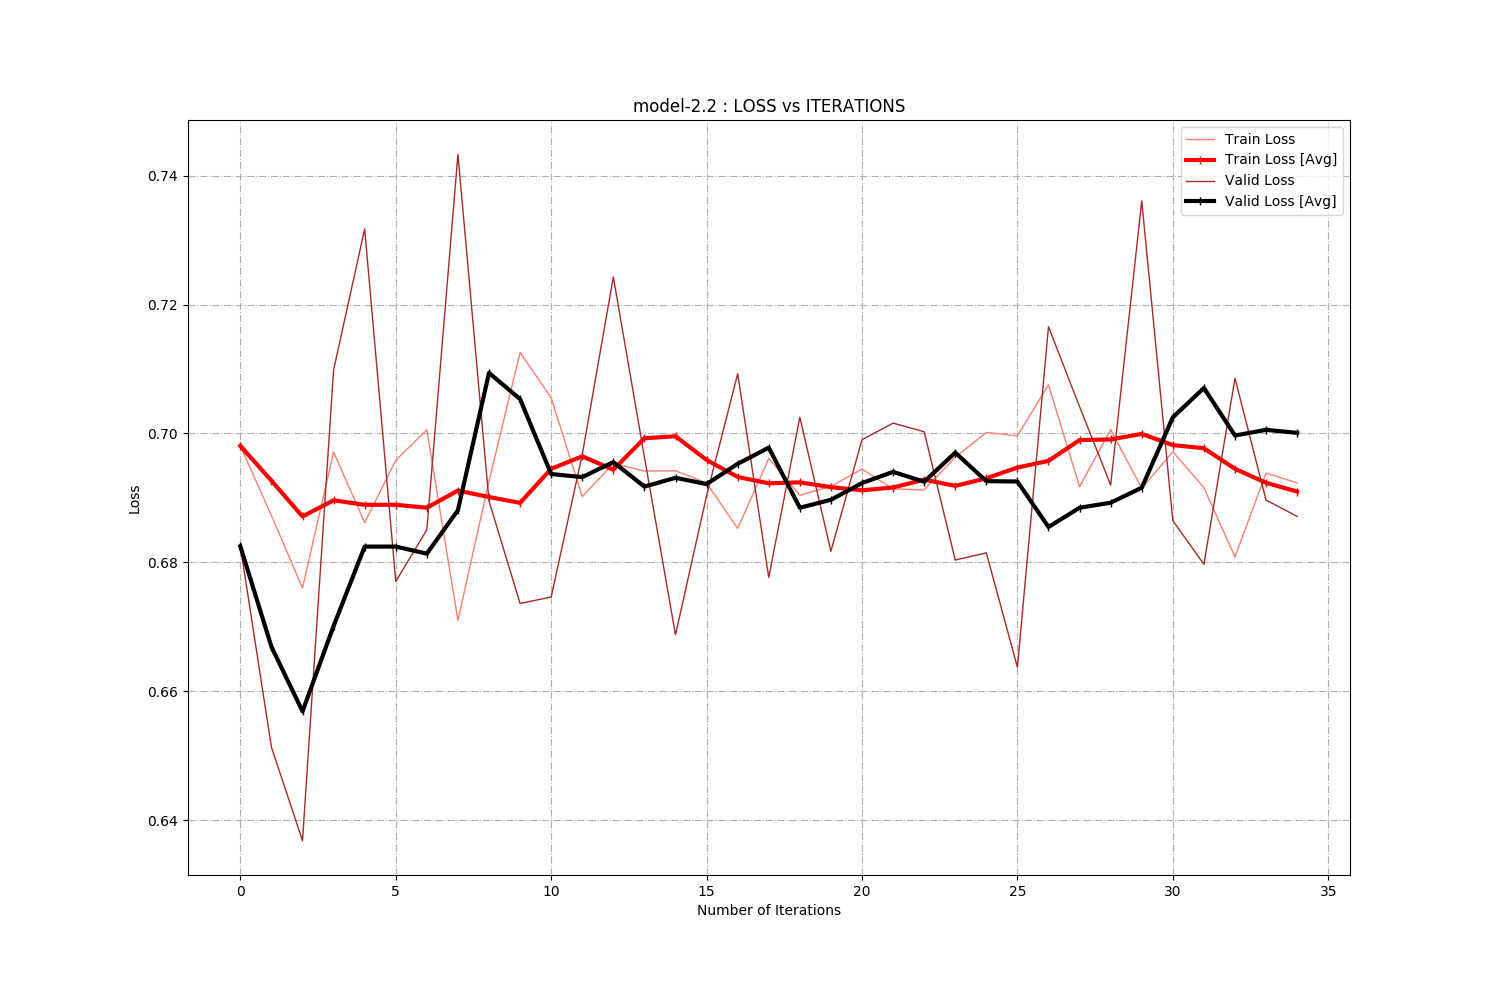 model-2.2 : LOSS vs ITERATIONS
Train Loss
Train Loss [Avg]
Valid Loss
Valid Loss [Avg]
0.74
0.72
0.70
0.68
0.66
0.64
Loss
0 5 10 15 20 25 30 35
Number of Iterations